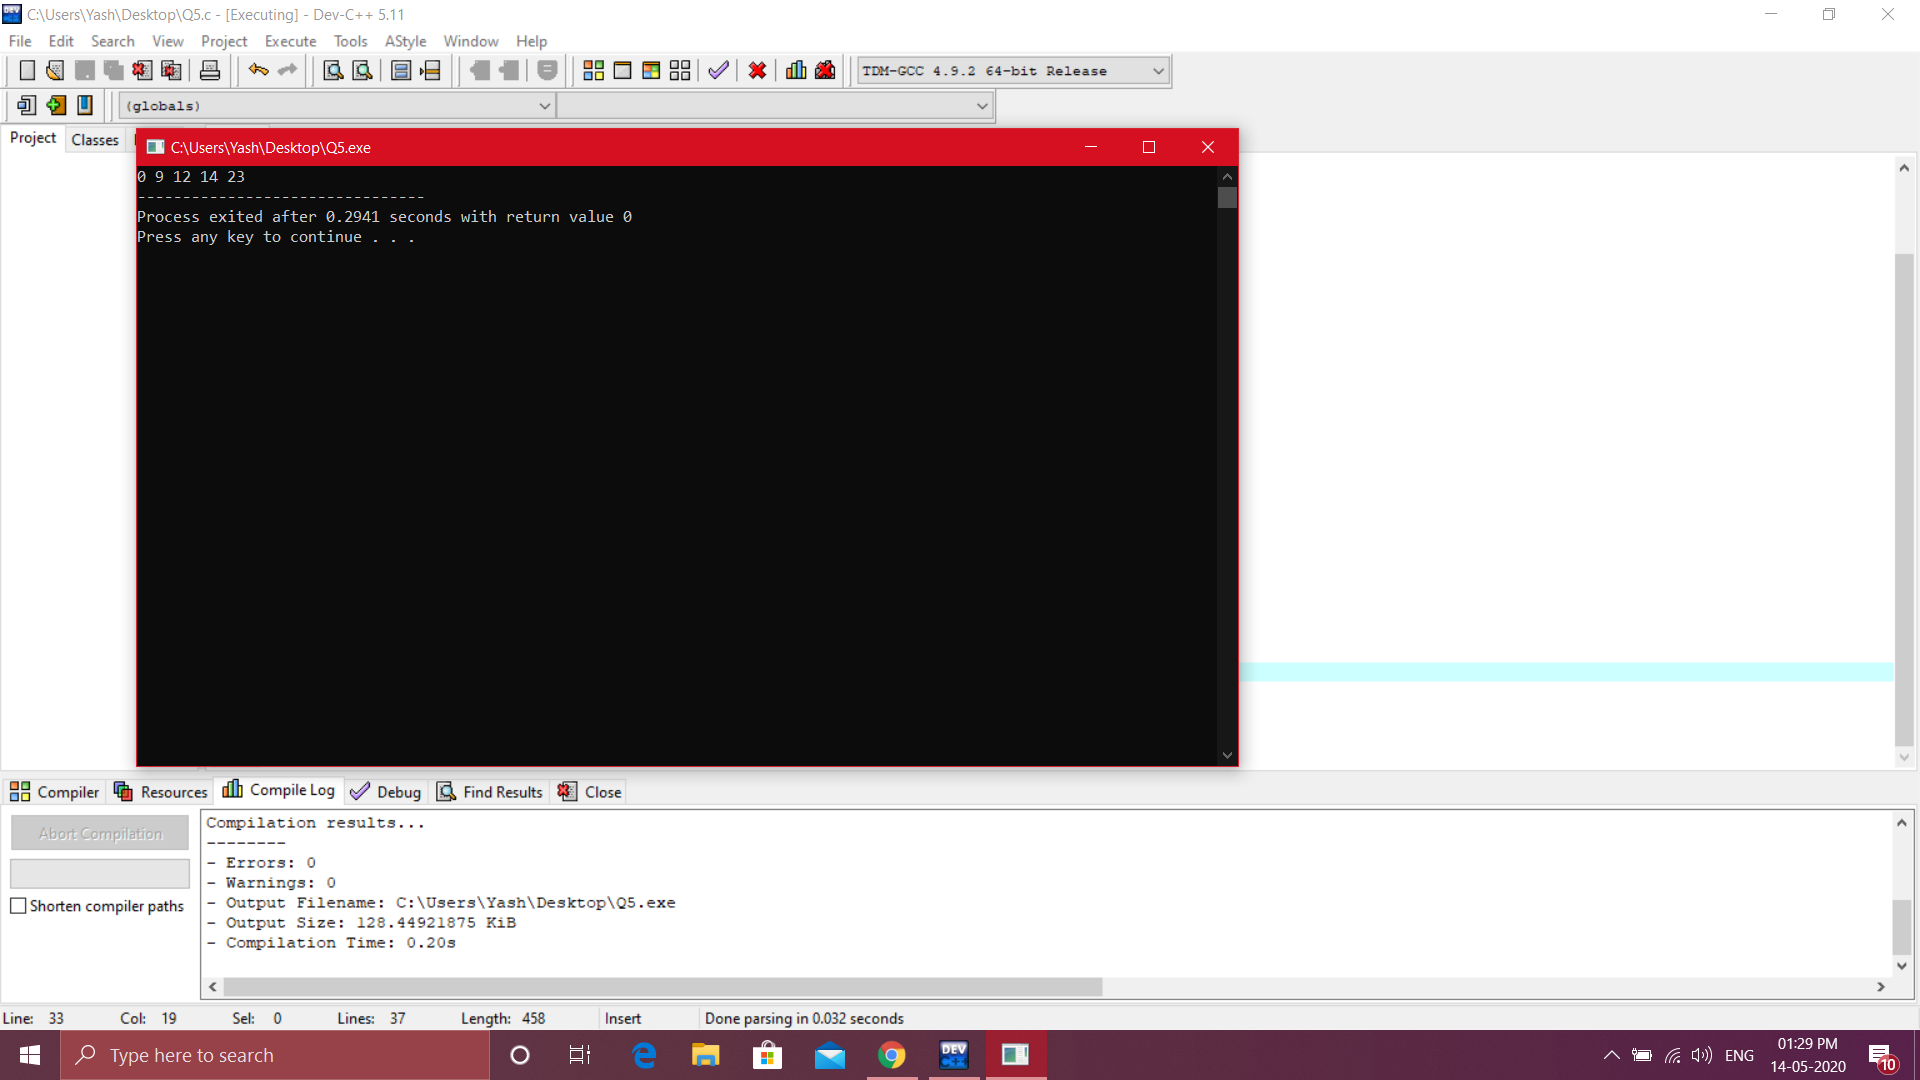 C:\Users\Yash\Desktop\Q5.c - [Executing] - Dev-C++ 5.11
File Edit Search View Project Execute Tools AStyle Window Help
TDM-GCC 4.9.2 64-bit Release
(globals)
Project Classes
C:\Users\Yash\Desktop\Q5.exe
0 9 12 14 23
--------------------------------
Process exited after 0.2941 seconds with return value 0
Press any key to continue . . .
Compiler Resources Compile Log Debug Find Results Close
Abort Compilation
Shorten compiler paths
Compilation results...
--------
- Errors: 0
- Warnings: 0
- Output Filename: C:\Users\Yash\Desktop\Q5.exe
- Output Size: 128.44921875 KiB
- Compilation Time: 0.20s
Line: 33 Col: 19 Sel: 0 Lines: 37 Length: 458 Insert Done parsing in 0.032 seconds
Type here to search
DEV C++
ENG
01:29 PM
14-05-2020
10